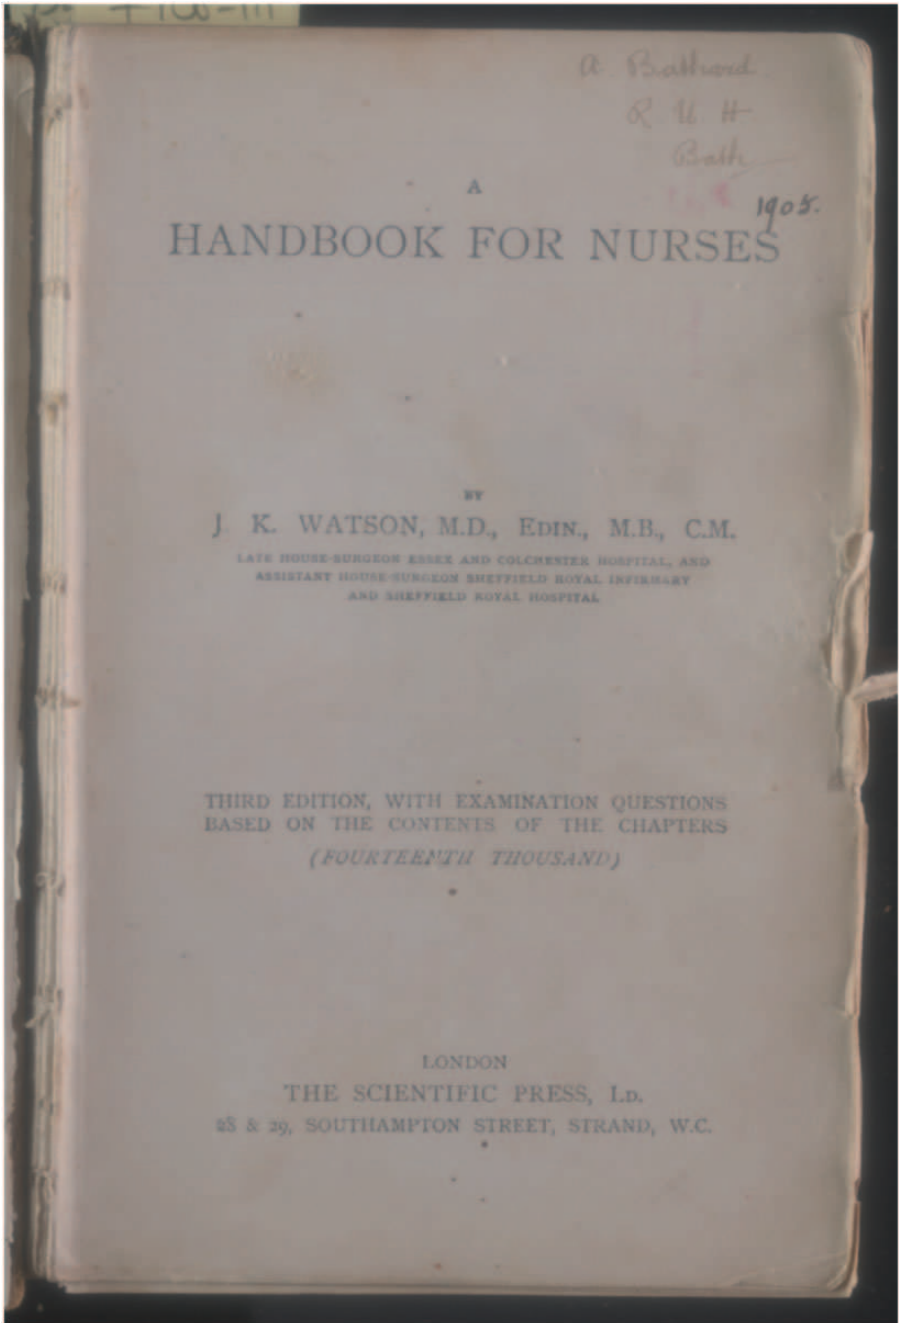 R U H
Bath
1905.
A
HANDBOOK FOR NURSES
BY
J. K. WATSON, M.D., EDIN., M.B., C.M.
LATE HOUSE-SURGEON ESSEX AND COLCHESTER HOSPITAL, AND
ASSISTANT HOUSE-SURGEON SHEFFIELD ROYAL INFIRMARY
AND SHEFFIELD ROYAL HOSPITAL
THIRD EDITION, WITH EXAMINATION QUESTIONS
BASED ON THE CONTENTS OF THE CHAPTERS
(FOURTEENTH THOUSAND)
LONDON
THE SCIENTIFIC PRESS, LD.
28 & 29, SOUTHAMPTON STREET, STRAND, W.C.